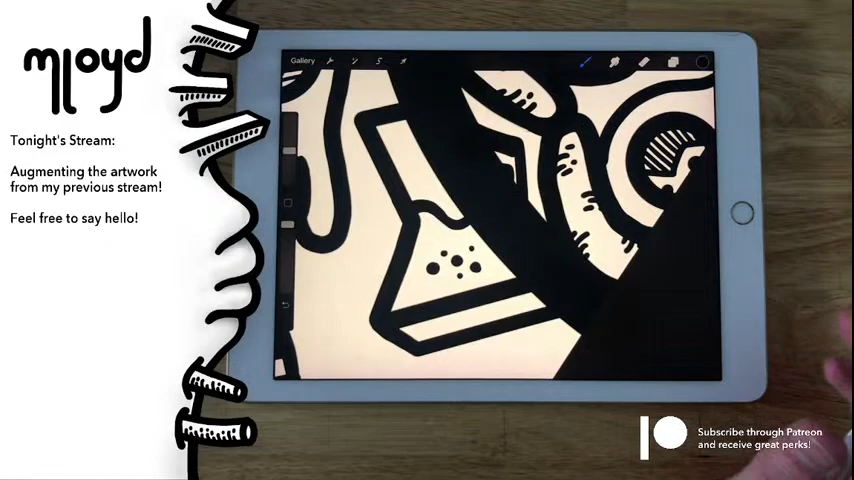 mloyd
Tonight's Stream:
Augmenting the artwork
from my previous stream!
Feel free to say hello!
Gallery
Subscribe through Patreon
and receive great perks!